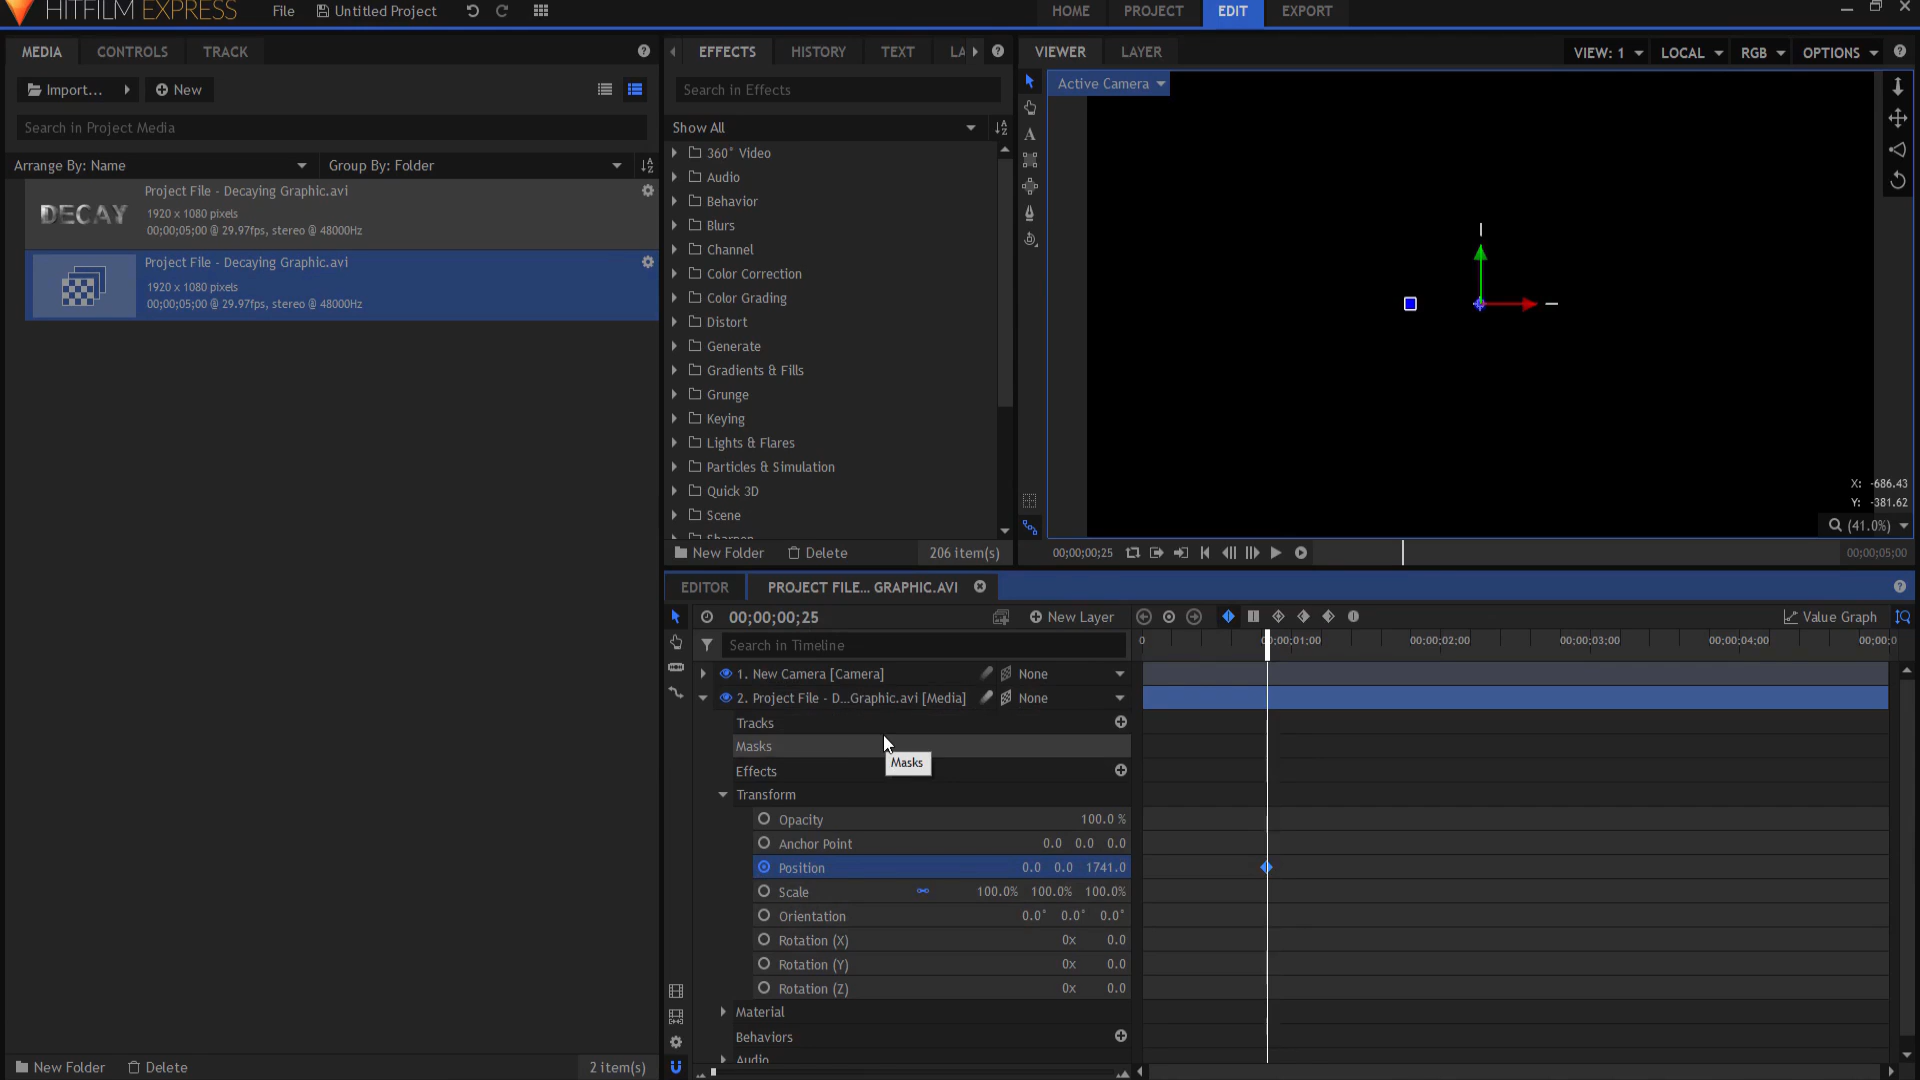 HITFILM EXPRESS
File
Untitled Project
HOME
PROJECT
EDIT
EXPORT
MEDIA
CONTROLS
TRACK
Import...
New
Search in Project Media
Arrange By: Name
Group By: Folder
Project File - Decaying Graphic.avi
DECAY
1920 x 1080 pixels
00;00;05;00 @ 29.97fps, stereo @ 48000Hz
Project File - Decaying Graphic.avi
1920 x 1080 pixels
00;00;05;00 @ 29.97fps, stereo @ 48000Hz
New Folder
Delete
2 item(s)
EFFECTS
HISTORY
TEXT
LA
Search in Effects
Show All
360° Video
Audio
Behavior
Blurs
Channel
Color Correction
Color Grading
Distort
Generate
Gradients & Fills
Grunge
Keying
Lights & Flares
Particles & Simulation
Quick 3D
Scene
Sharpen
New Folder
Delete
206 item(s)
VIEWER
LAYER
VIEW: 1
LOCAL
RGB
OPTIONS
Active Camera
X: -686.43
Y: -381.62
(41.0%)
00;00;00;25
00;00;05;00
EDITOR
PROJECT FILE... GRAPHIC.AVI
00;00;00;25
New Layer
Value Graph
Search in Timeline
0
00;00;01;00
00;00;02;00
00;00;03;00
00;00;04;00
00;00;0
1. New Camera [Camera]
None
2. Project File - D...Graphic.avi [Media]
None
Tracks
Masks
Masks
Effects
Transform
Opacity 100.0 %
Anchor Point 0.0 0.0 0.0
Position 0.0 0.0 1741.0
Scale 100.0% 100.0% 100.0%
Orientation 0.0° 0.0° 0.0°
Rotation (X) 0x 0.0
Rotation (Y) 0x 0.0
Rotation (Z) 0x 0.0
Material
Behaviors
Audio